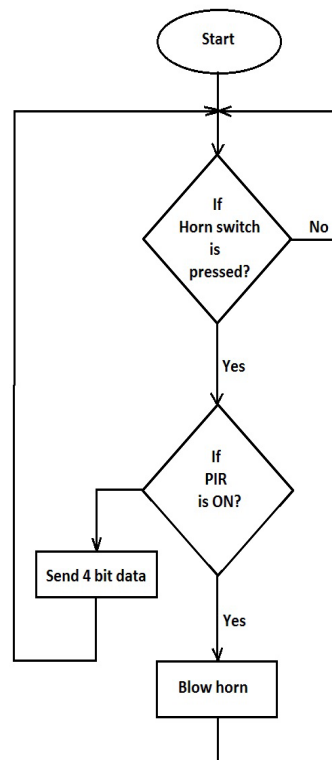 Start
If
Horn switch
is
pressed?
No
Yes
If
PIR
is ON?
Send 4 bit data
Yes
Blow horn